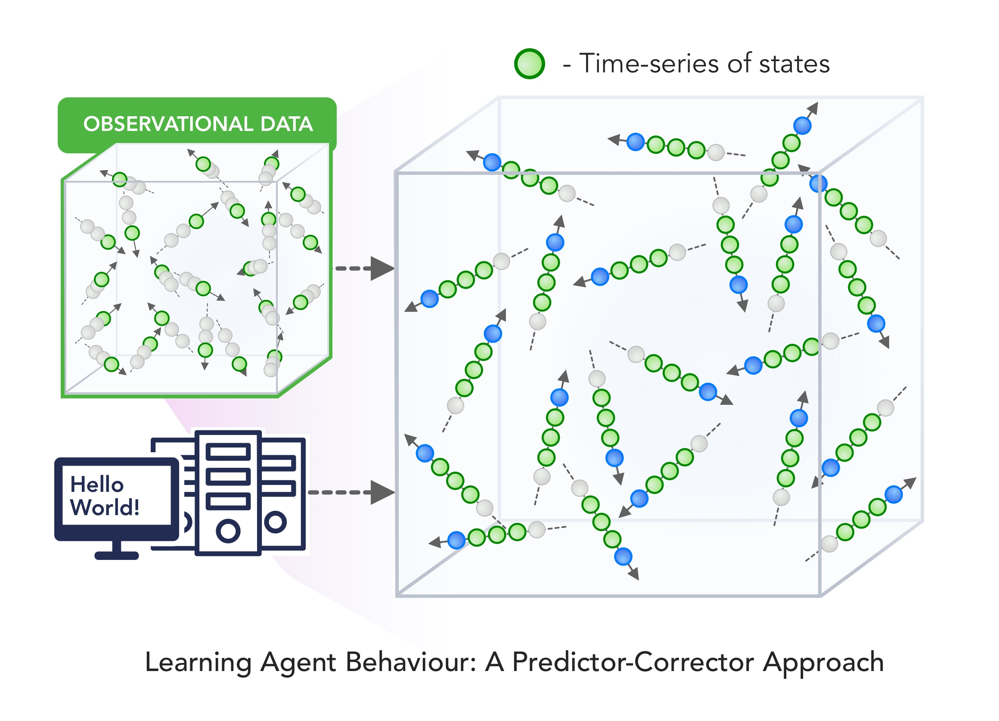 - Time-series of states
OBSERVATIONAL DATA
Hello
World!
Learning Agent Behaviour: A Predictor-Corrector Approach